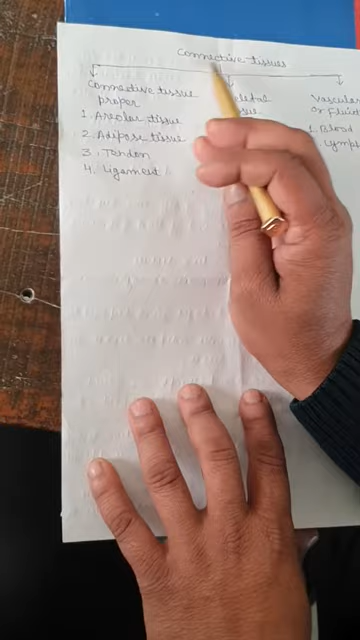 Connective tissues
Connective tissue
proper
1. Areolar tissue
2. Adipose tissue
3. Tendon
4. Ligament
Vascular
or fluid
1. Blood